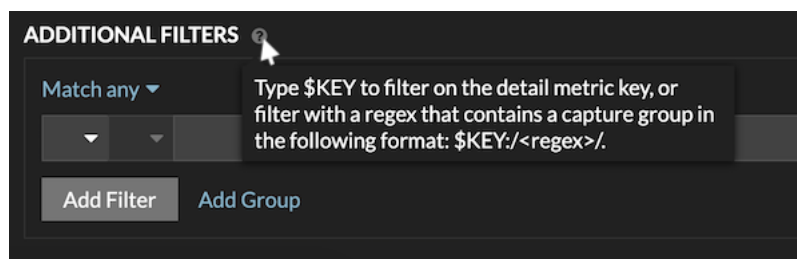 ADDITIONAL FILTERS ?
Match any
Type $KEY to filter on the detail metric key, or
filter with a regex that contains a capture group in
the following format: $KEY:/<regex>/.
Add Filter Add Group